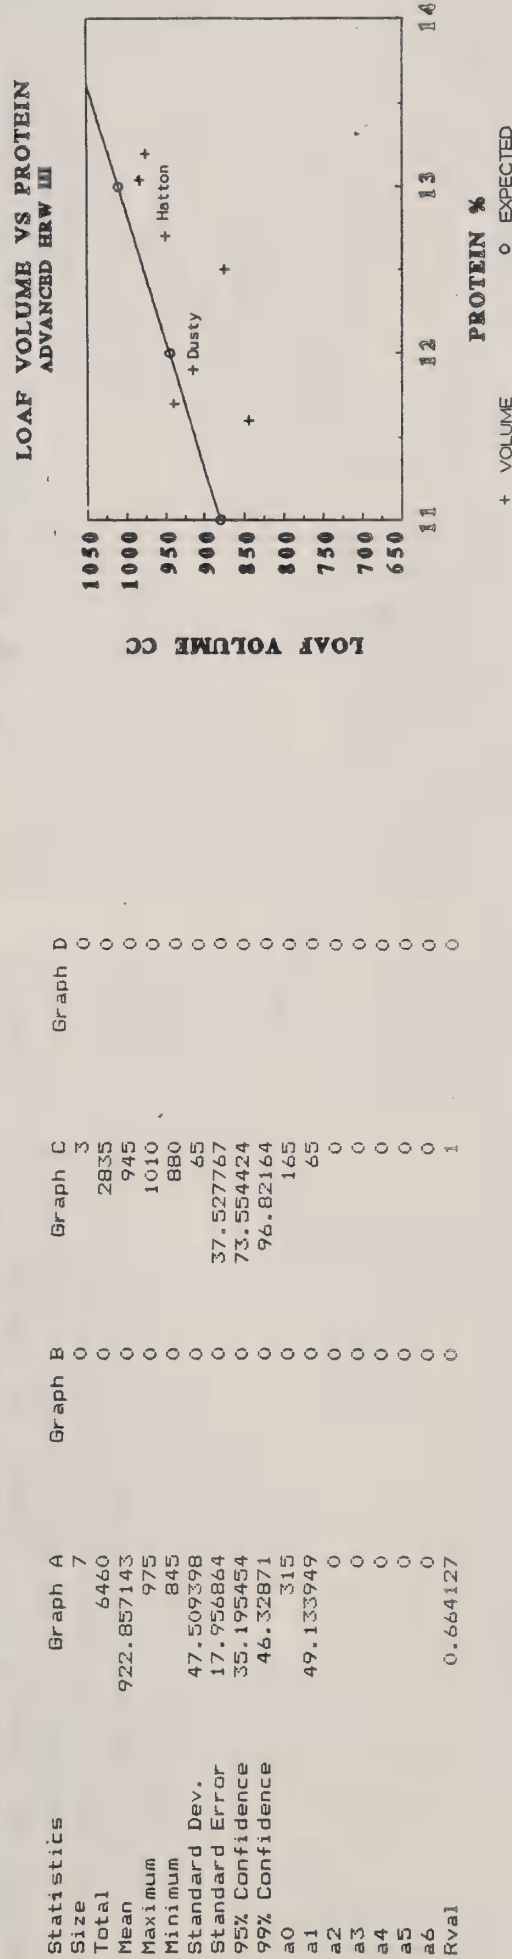 Statistics Graph A Graph B Graph C Graph D
Size 7 0 3 0
Total 6460 0 2835 0
Mean 922.857143 0 945 0
Maximum 975 0 1010 0
Minimum 845 0 880 0
Standard Dev. 47.509398 0 65 0
Standard Error 17.956864 0 37.527767 0
95% Confidence 35.195454 0 73.554424 0
99% Confidence 46.32871 0 96.82164 0
a0 315 0 165 0
a1 49.133949 0 65 0
a2 0 0 0 0
a3 0 0 0 0
a4 0 0 0 0
a5 0 0 0 0
a6 0 0 0 0
Rval 0.664127 0 1 0
LOAF VOLUME VS PROTEIN
ADVANCED HRW III
LOAF VOLUME CC
1050
1000
950
900
850
800
750
700
650
Hatton
Dusty
11 12 13 14
PROTEIN %
+ VOLUME o EXPECTED